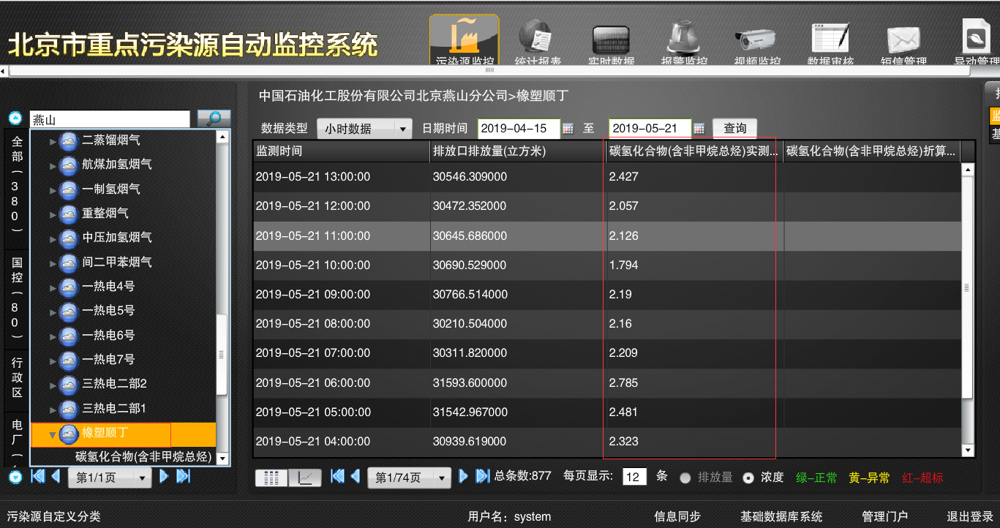 北京市重点污染源自动监控系统
污染源监控 统计报表 实时数据 报警监控 视频监控 数据审核 短信管理 异动管理
中国石油化工股份有限公司北京燕山分公司>橡塑顺丁
燕山
数据类型 小时数据 日期时间 2019-04-15 至 2019-05-21 查询
全部(380)
国控(80)
行政区
电厂(
二蒸馏烟气
航煤加氢烟气
一制氢烟气
重整烟气
中压加氢烟气
间二甲苯烟气
一热电4号
一热电5号
一热电6号
一热电7号
三热电二部2
三热电二部1
橡塑顺丁
碳氢化合物(含非甲烷总烃)
第1/1页
监测时间 排放口排放量(立方米) 碳氢化合物(含非甲烷总烃)实测... 碳氢化合物(含非甲烷总烃)折算...
2019-05-21 13:00:00 30546.309000 2.427
2019-05-21 12:00:00 30472.352000 2.057
2019-05-21 11:00:00 30645.686000 2.126
2019-05-21 10:00:00 30690.529000 1.794
2019-05-21 09:00:00 30766.514000 2.19
2019-05-21 08:00:00 30210.504000 2.16
2019-05-21 07:00:00 30311.820000 2.209
2019-05-21 06:00:00 31593.600000 2.785
2019-05-21 05:00:00 31542.967000 2.481
2019-05-21 04:00:00 30939.619000 2.323
第1/74页 总条数:877 每页显示: 12 条 排放量 浓度 绿-正常 黄-异常 红-超标
监
基
污染源自定义分类 用户名：system 信息同步 基础数据库系统 管理门户 退出登录